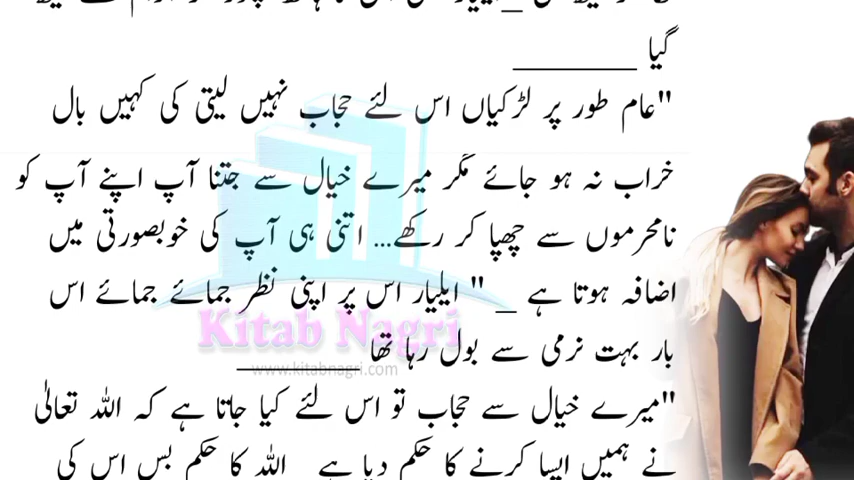 گیا ________
"عام طور پر لڑکیاں اس لئے حجاب نہیں لیتی کی کہیں بال
خراب نہ ہو جائے مگر میرے خیال سے جتنا آپ اپنے آپ کو
نامحرموں سے چھپا کر رکھے... اتنی ہی آپ کی خوبصورتی میں
اضافہ ہوتا ہے _ " ایلیار اس پر اپنی نظر جمائے جمائے اس
Kitab Nagri
بار بہت نرمی سے بول رہا تھا ________
www.kitabnagri.com
"میرے خیال سے حجاب تو اس لئے کیا جاتا ہے کہ اللہ تعالیٰ
نے ہمیں ایسا کرنے کا حکم دیا ہے _ اللہ کا حکم بس اس کی